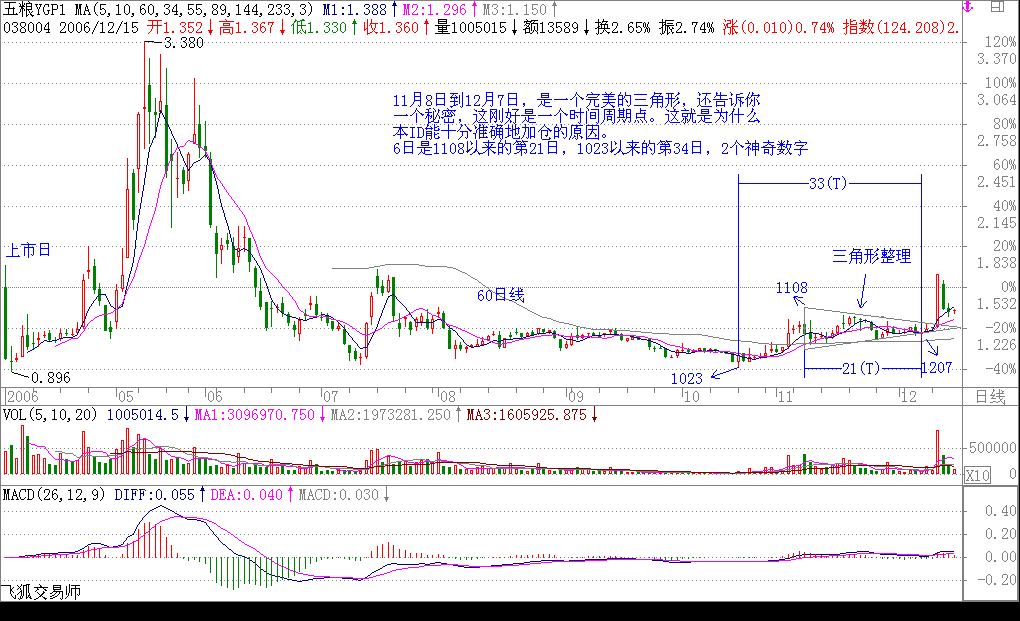 五粮YGP1 MA(5,10,60,34,55,89,144,233,3) M1:1.388↑M2:1.296↑M3:1.150↑
038004 2006/12/15 开1.352↓高1.367↓低1.330↑收1.360↑量1005015↓额13589↓换2.65% 振2.74% 涨(0.010)0.74% 指数(124.208)2.
3.380
120%
3.370
100%
3.064
80%
2.758
60%
2.451
40%
2.145
20%
1.838
0%
1.532
-20%
1.226
-40%
11月8日到12月7日，是一个完美的三角形，还告诉你
一个秘密，这刚好是一个时间周期点。这就是为什么
本ID能十分准确地加仓的原因。
6日是1108以来的第21日，1023以来的第34日，2个神奇数字
33(T)
上市日
三角形整理
60日线
1108
0.896
1023
21(T)
1207
2006 05 06 07 08 09 10 11 12 日线
VOL(5,10,20) 1005014.5↓MA1:3096970.750↓MA2:1973281.250↑MA3:1605925.875↓
5000000
0
X10
MACD(26,12,9) DIFF:0.055↑DEA:0.040↑MACD:0.030↓
0.40
0.20
0.00
-0.20
飞狐交易师